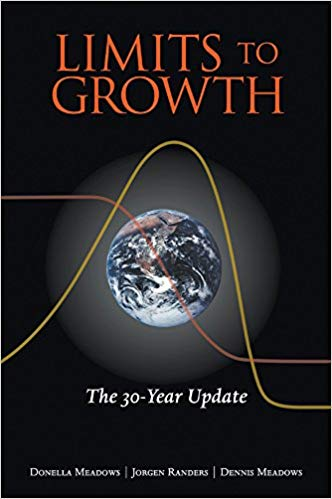 LIMITS TO
GROWTH
The 30-Year Update
DONELLA MEADOWS | JORGEN RANDERS | DENNIS MEADOWS